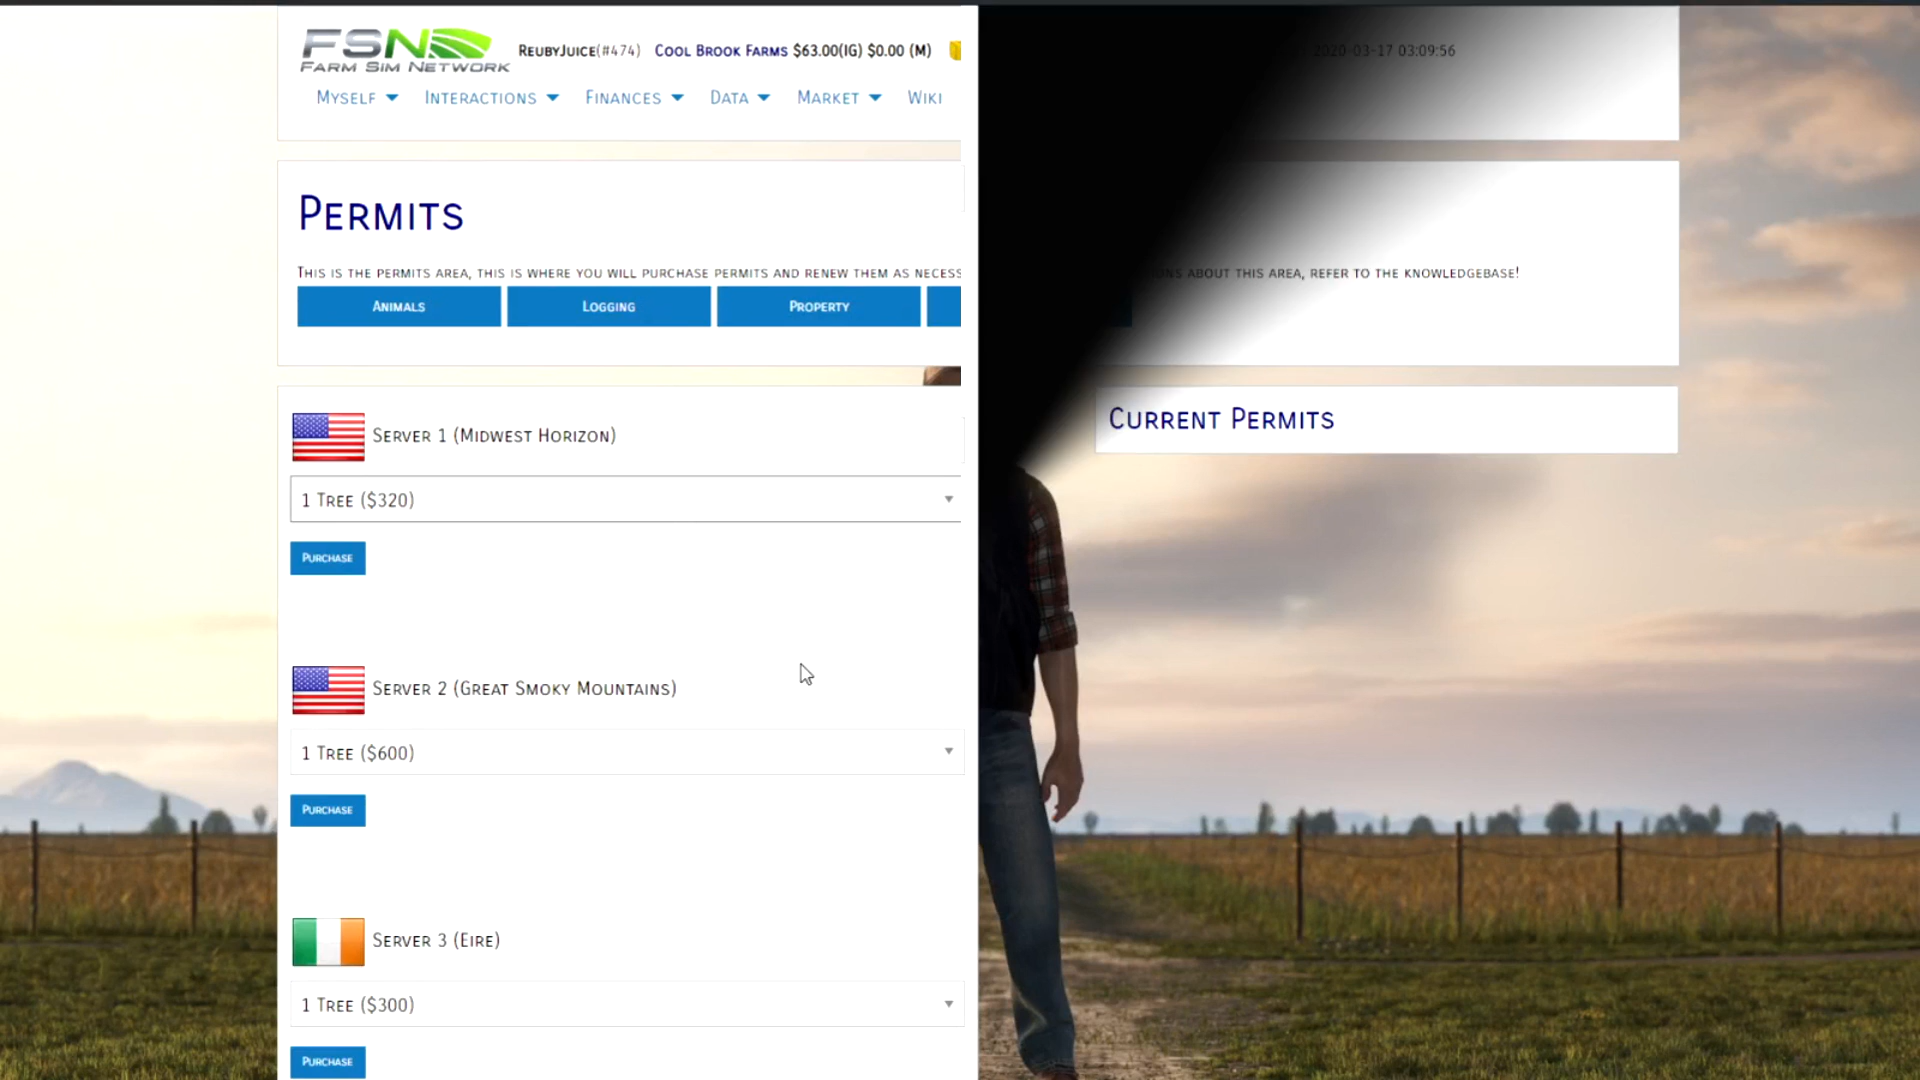 FSN
FARM SIM NETWORK
REUBYJUICE(#474) COOL BROOK FARMS $63.00(IG) $0.00 (M)
2020-03-17 03:09:56
MYSELF INTERACTIONS FINANCES DATA MARKET WIKI
PERMITS
THIS IS THE PERMITS AREA, THIS IS WHERE YOU WILL PURCHASE PERMITS AND RENEW THEM AS NECESS
ABOUT THIS AREA, REFER TO THE KNOWLEDGEBASE!
ANIMALS LOGGING PROPERTY
SERVER 1 (MIDWEST HORIZON)
1 TREE ($320)
PURCHASE
CURRENT PERMITS
SERVER 2 (GREAT SMOKY MOUNTAINS)
1 TREE ($600)
PURCHASE
SERVER 3 (EIRE)
1 TREE ($300)
PURCHASE